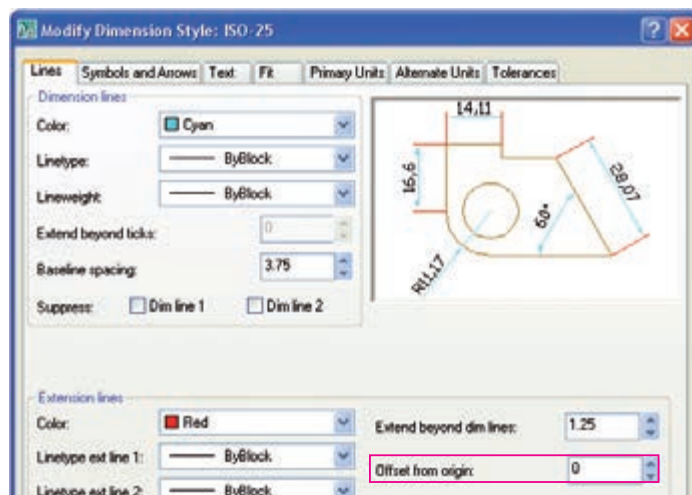 Modify Dimension Style: ISO-25
Lines Symbols and Arrows Text Fit Primary Units Alternate Units Tolerances
Dimension lines
Color: Cyan
Linetype: ByBlock
Lineweight: ByBlock
Extend beyond ticks: 0
Baseline spacing: 3.75
Suppress: Dim line 1 Dim line 2
14,11
16,6
28,07
60°
R11,17
Extension lines
Color: Red
Extend beyond dim lines: 1.25
Linetype ext line 1: ByBlock
Offset from origin: 0
Linetype ext line 2: ByBlock